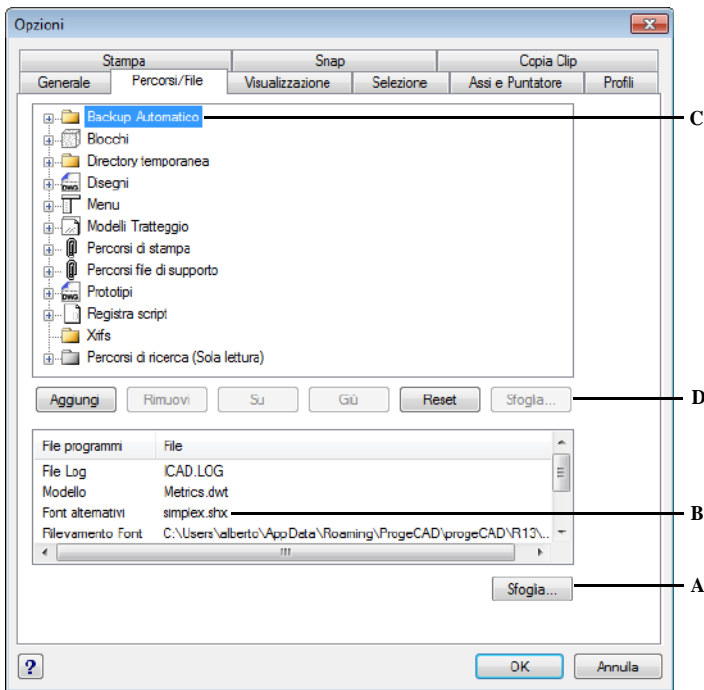 Opzioni
Stampa Snap Copia Clip
Generale Percorsi/File Visualizzazione Selezione Assi e Puntatore Profili
Backup Automatico C
Blocchi
Directory temporanea
DWG Disegni
Menu
Modelli Tratteggio
Percorsi di stampa
Percorsi file di supporto
DWG Prototipi
Registra script
Xrifs
Percorsi di ricerca (Sola lettura)
Aggiungi Rimuovi Su Giù Reset Sfoglia... D
File programmi File
File Log ICAD.LOG
Modello Metrics.dwt
Font alternativi simplex.shx B
Rilevamento Font C:\Users\alberto\AppData\Roaming\ProgeCAD\progeCAD\R13\...
Sfoglia... A
? OK Annulla